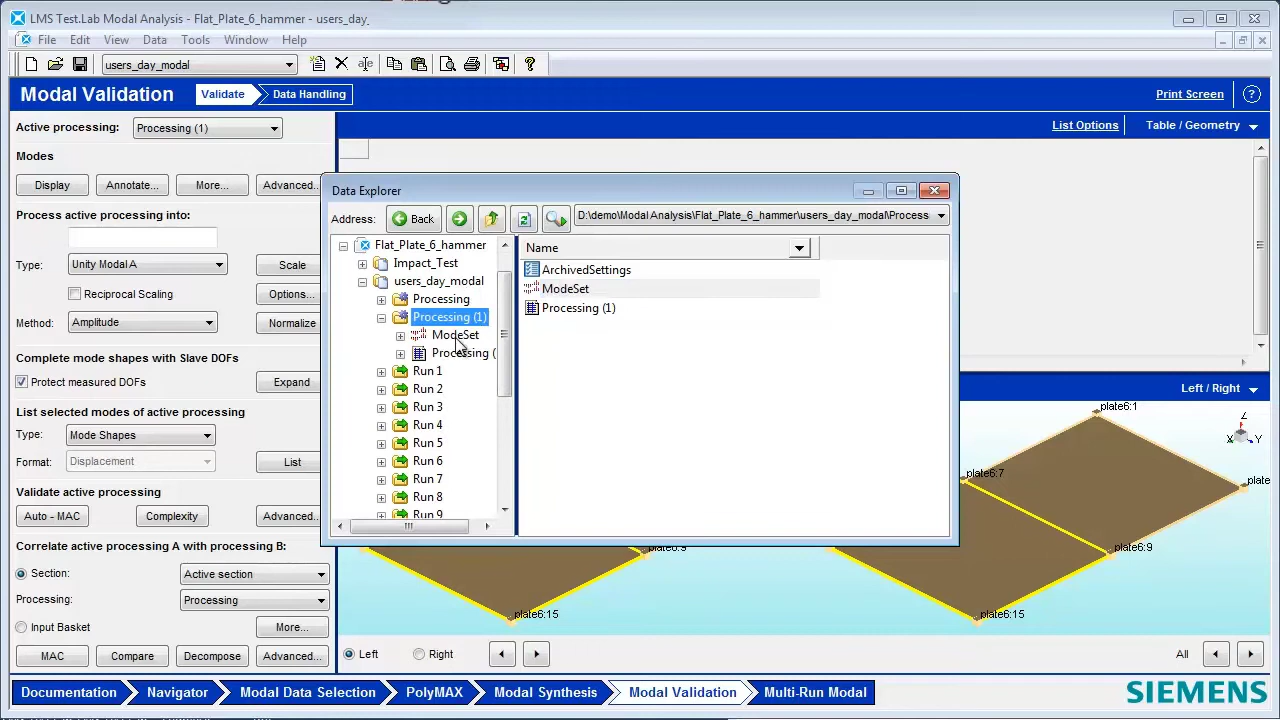 LMS Test.Lab Modal Analysis - Flat_Plate_6_hammer - users_day_
File Edit View Data Tools Window Help
users_day_modal
Modal Validation Validate Data Handling Print Screen
Active processing: Processing (1) List Options Table / Geometry
Modes
Display Annotate... More... Advanced...
Process active processing into:
Type: Unity Modal A Scale
Reciprocal Scaling Options...
Method: Amplitude Normalize
Complete mode shapes with Slave DOFs
Protect measured DOFs Expand
List selected modes of active processing
Type: Mode Shapes
Format: Displacement List
Validate active processing
Auto - MAC Complexity Advanced...
Correlate active processing A with processing B:
Section: Active section
Processing: Processing
Input Basket More...
MAC Compare Decompose Advanced...
Data Explorer
Address: Back D:\demo\Modal Analysis\Flat_Plate_6_hammer\users_day_modal\Process
Flat_Plate_6_hammer
Impact_Test
users_day_modal
Processing
Processing (1)
ModeSet
Processing (
Run 1
Run 2
Run 3
Run 4
Run 5
Run 6
Run 7
Run 8
Run 9
Name
ArchivedSettings
ModeSet
Processing (1)
Left / Right
plate6:1
Z
X Y
plate6:7
plate
plate6:9
plate6:9
plate6:15
plate6:15
Left Right All
Documentation Navigator Modal Data Selection PolyMAX Modal Synthesis Modal Validation Multi-Run Modal
SIEMENS